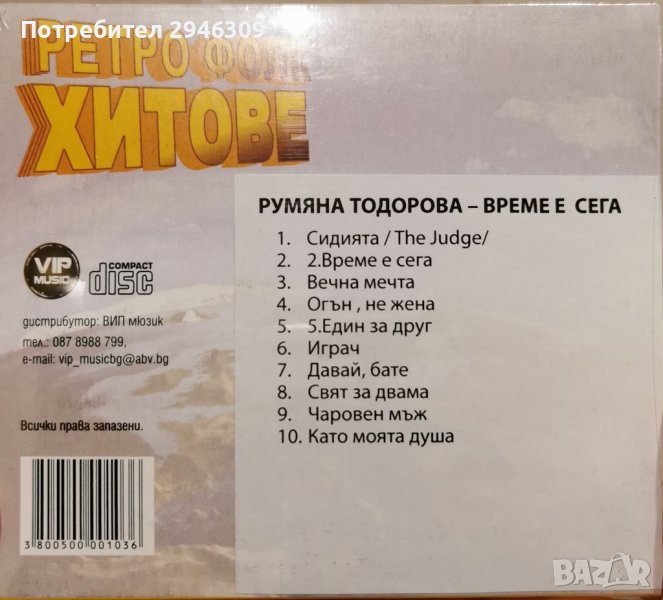 Потребител 2946309
РЕТРО ФОЛК
ХИТОВЕ
РУМЯНА ТОДОРОВА – ВРЕМЕ Е СЕГА
1. Сидията / The Judge/
2. 2.Време е сега
3. Вечна мечта
4. Огън , не жена
5. 5.Един за друг
6. Играч
7. Давай, бате
8. Свят за двама
9. Чаровен мъж
10. Като моята душа
VIP
MUSIC
COMPACT
disc
дистрибутор: ВИП мюзик
тел.: 087 8988 799,
e-mail: vip_musicbg@abv.bg
Всички права запазени.
3800500001036
BAZAR